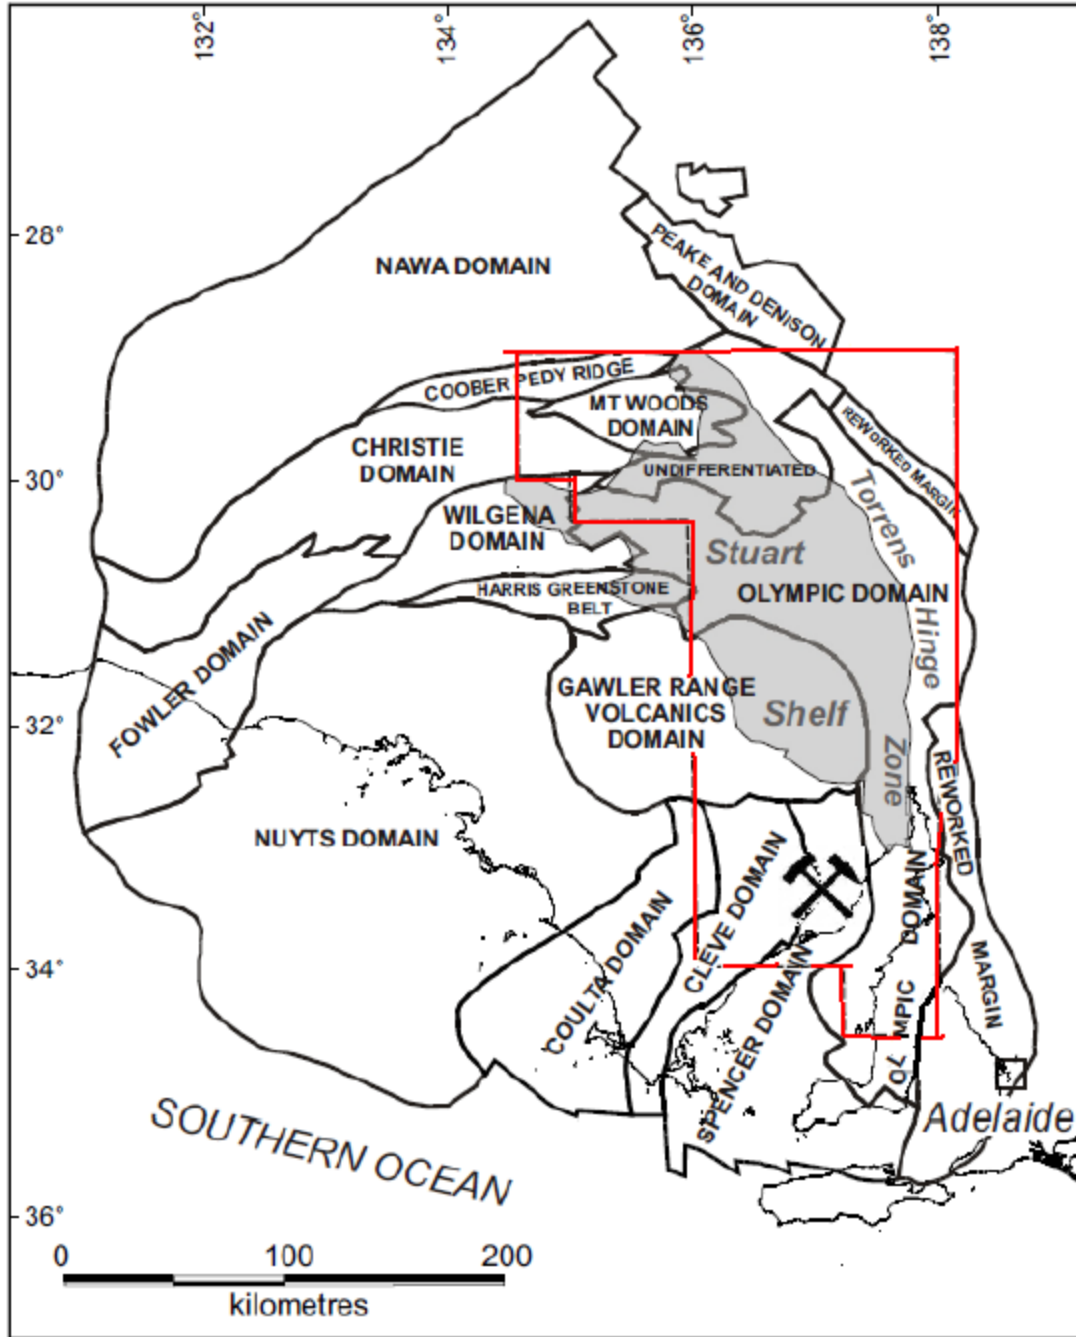 132°
134°
136°
138°
28°
30°
32°
34°
36°
NAWA DOMAIN
PEAKE AND DENISON
DOMAIN
COOBER PEDY RIDGE
MT WOODS
DOMAIN
CHRISTIE
DOMAIN
UNDIFFERENTIATED
REWORKED MARGIN
Torrens
Hinge
Zone
WILGENA
DOMAIN
Stuart
Shelf
OLYMPIC DOMAIN
HARRIS GREENSTONE
BELT
FOWLER DOMAIN
GAWLER RANGE
VOLCANICS
DOMAIN
NUYTS DOMAIN
REWORKED
MARGIN
COULTA DOMAIN
CLEVE DOMAIN
SPENCER DOMAIN
OL MPIC DOMAIN
Adelaide
SOUTHERN OCEAN
0 100 200
kilometres